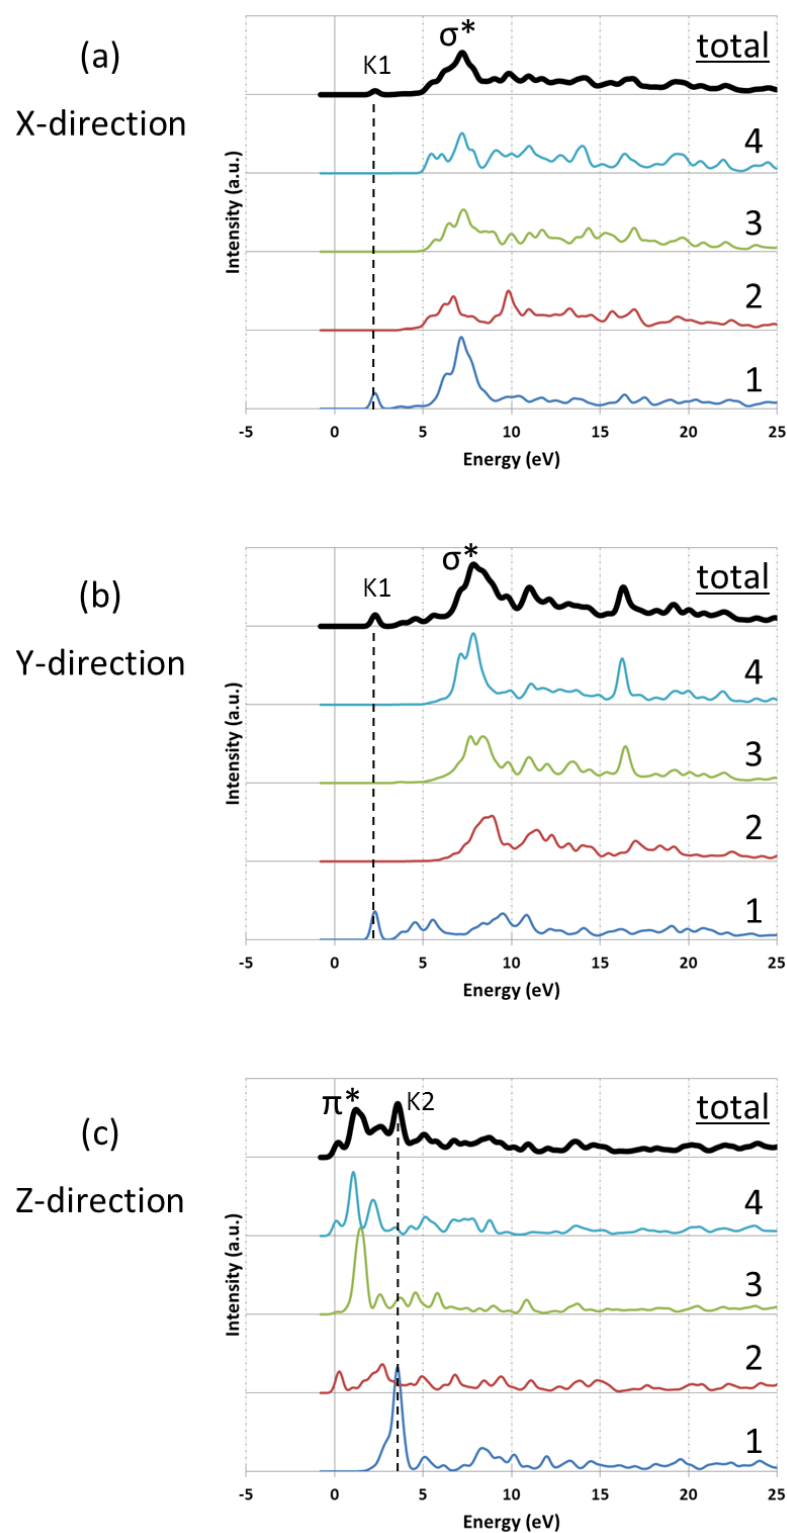 (a)
X-direction
σ*
K1
total
4
3
2
1
Intensity (a.u.)
-5 0 5 10 15 20 25
Energy (eV)
(b)
Y-direction
σ*
K1
total
4
3
2
1
Intensity (a.u.)
-5 0 5 10 15 20 25
Energy (eV)
(c)
Z-direction
π*
K2
total
4
3
2
1
Intensity (a.u.)
-5 0 5 10 15 20 25
Energy (eV)